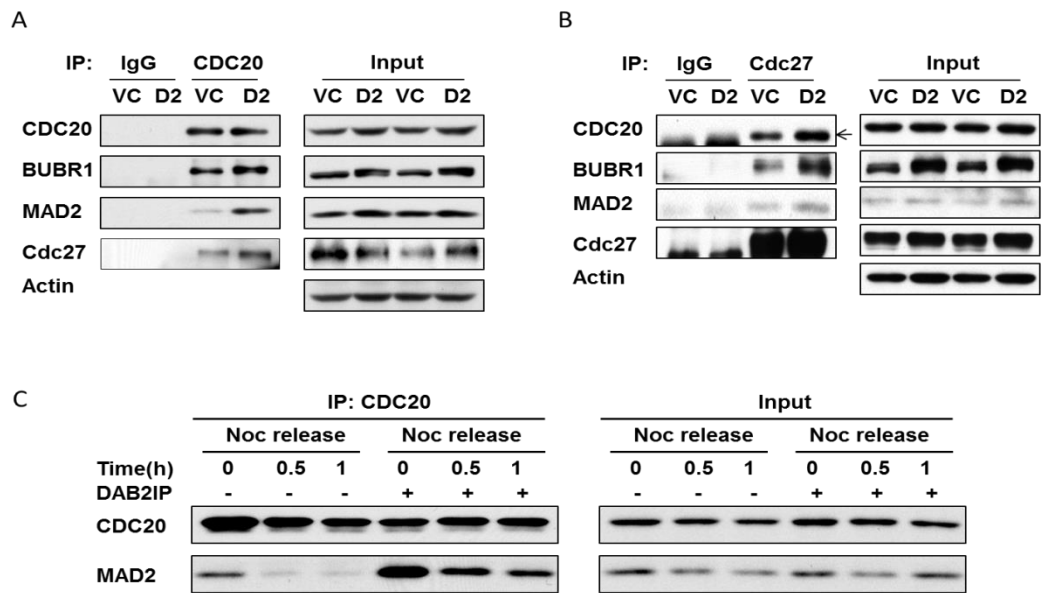 A
IP: IgG CDC20 Input
VC D2 VC D2 VC D2 VC D2
CDC20
BUBR1
MAD2
Cdc27
Actin
B
IP: IgG Cdc27 Input
VC D2 VC D2 VC D2 VC D2
CDC20
BUBR1
MAD2
Cdc27
Actin
C
IP: CDC20 Input
Noc release Noc release Noc release Noc release
Time(h) 0 0.5 1 0 0.5 1 0 0.5 1 0 0.5 1
DAB2IP - - - + + + - - - + + +
CDC20
MAD2